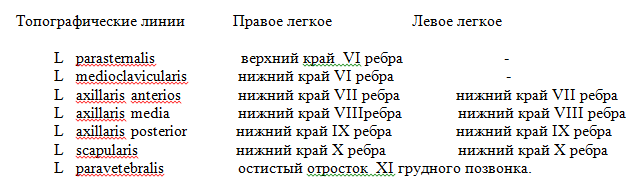 Топографические линии Правое легкое Левое легкое
L parasternalis верхний край VI ребра -
L medioclavicularis нижний край VI ребра -
L axillaris anterios нижний край VII ребра нижний край VII ребра
L axillaris media нижний край VIIIребра нижний край VIII ребра
L axillaris posterior нижний край IX ребра нижний край IX ребра
L scapularis нижний край X ребра нижний край X ребра
L paravetebralis остистый отросток XI грудного позвонка.